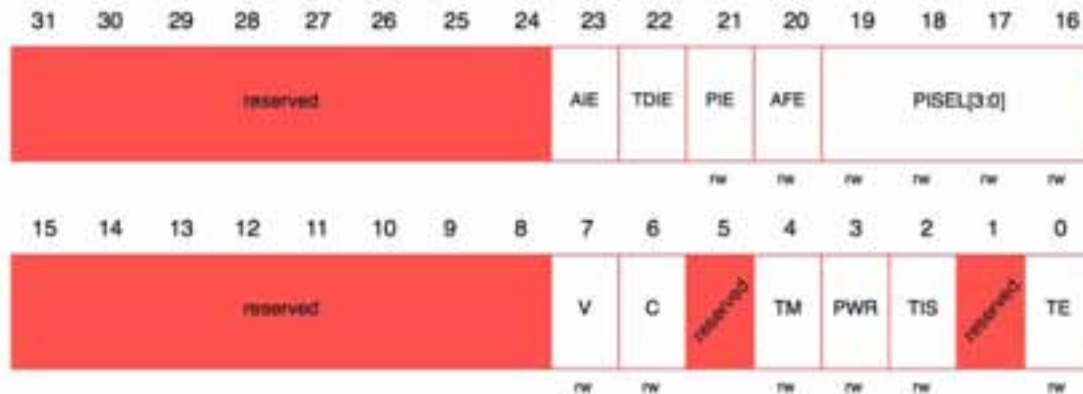 31 30 29 28 27 26 25 24 23 22 21 20 19 18 17 16
reserved AIE TDIE PIE AFE PISEL[3:0]
rw rw rw rw rw rw
15 14 13 12 11 10 9 8 7 6 5 4 3 2 1 0
reserved V C reserved TM PWR TIS reserved TE
rw rw rw rw rw rw